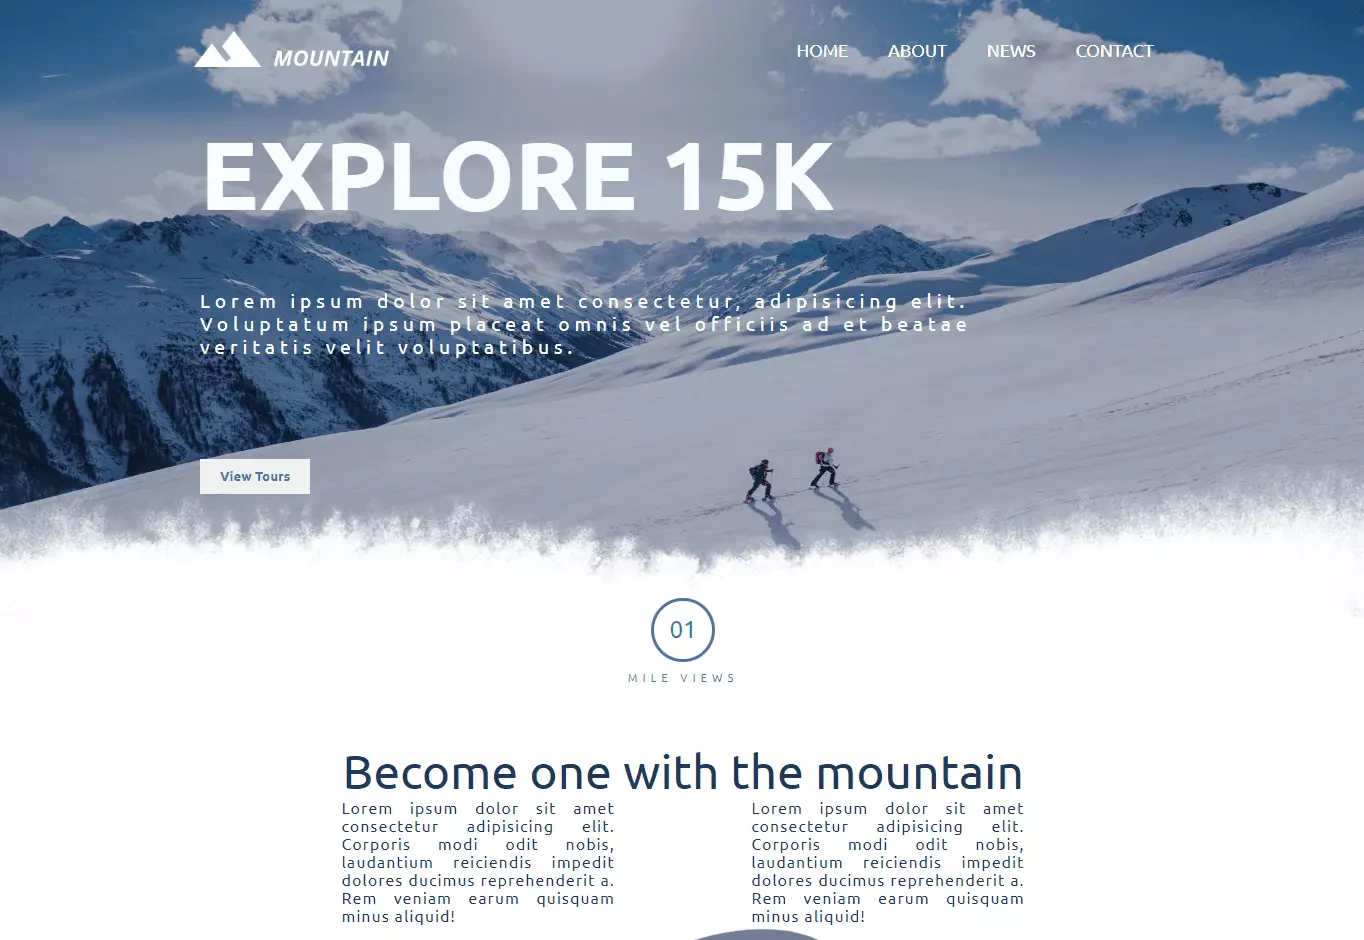 MOUNTAIN
HOME ABOUT NEWS CONTACT
EXPLORE 15K
Lorem ipsum dolor sit amet consectetur, adipisicing elit.
Voluptatum ipsum placeat omnis vel officiis ad et beatae
veritatis velit voluptatibus.
View Tours
01
MILE VIEWS
Become one with the mountain
Lorem ipsum dolor sit amet
consectetur adipisicing elit.
Corporis modi odit nobis,
laudantium reiciendis impedit
dolores ducimus reprehenderit a.
Rem veniam earum quisquam
minus aliquid!
Lorem ipsum dolor sit amet
consectetur adipisicing elit.
Corporis modi odit nobis,
laudantium reiciendis impedit
dolores ducimus reprehenderit a.
Rem veniam earum quisquam
minus aliquid!